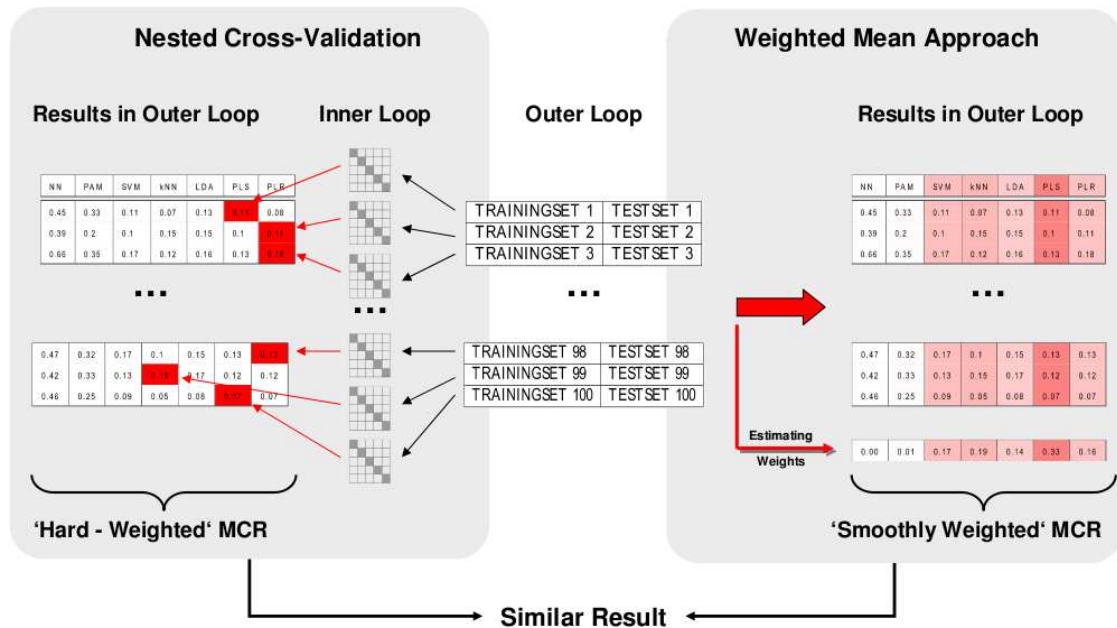 Nested Cross-Validation
Weighted Mean Approach
Results in Outer Loop
Inner Loop
Outer Loop
Results in Outer Loop
NN PAM SVM kNN LDA PLS PLR
0.45 0.33 0.11 0.07 0.13 0.11 0.08
0.39 0.2 0.1 0.15 0.15 0.1 0.11
0.66 0.35 0.17 0.12 0.16 0.13 0.18
...
0.47 0.32 0.17 0.1 0.15 0.13 0.13
0.42 0.33 0.13 0.15 0.17 0.12 0.12
0.46 0.25 0.09 0.05 0.08 0.07 0.07
'Hard - Weighted' MCR
...
TRAININGSET 1 TESTSET 1
TRAININGSET 2 TESTSET 2
TRAININGSET 3 TESTSET 3
...
TRAININGSET 98 TESTSET 98
TRAININGSET 99 TESTSET 99
TRAININGSET 100 TESTSET 100
Estimating
Weights
NN PAM SVM kNN LDA PLS PLR
0.45 0.33 0.11 0.07 0.13 0.11 0.08
0.39 0.2 0.1 0.15 0.15 0.1 0.11
0.66 0.35 0.17 0.12 0.16 0.13 0.18
...
0.47 0.32 0.17 0.1 0.15 0.13 0.13
0.42 0.33 0.13 0.15 0.17 0.12 0.12
0.46 0.25 0.09 0.05 0.08 0.07 0.07
0.00 0.01 0.17 0.19 0.14 0.33 0.16
'Smoothly Weighted' MCR
Similar Result